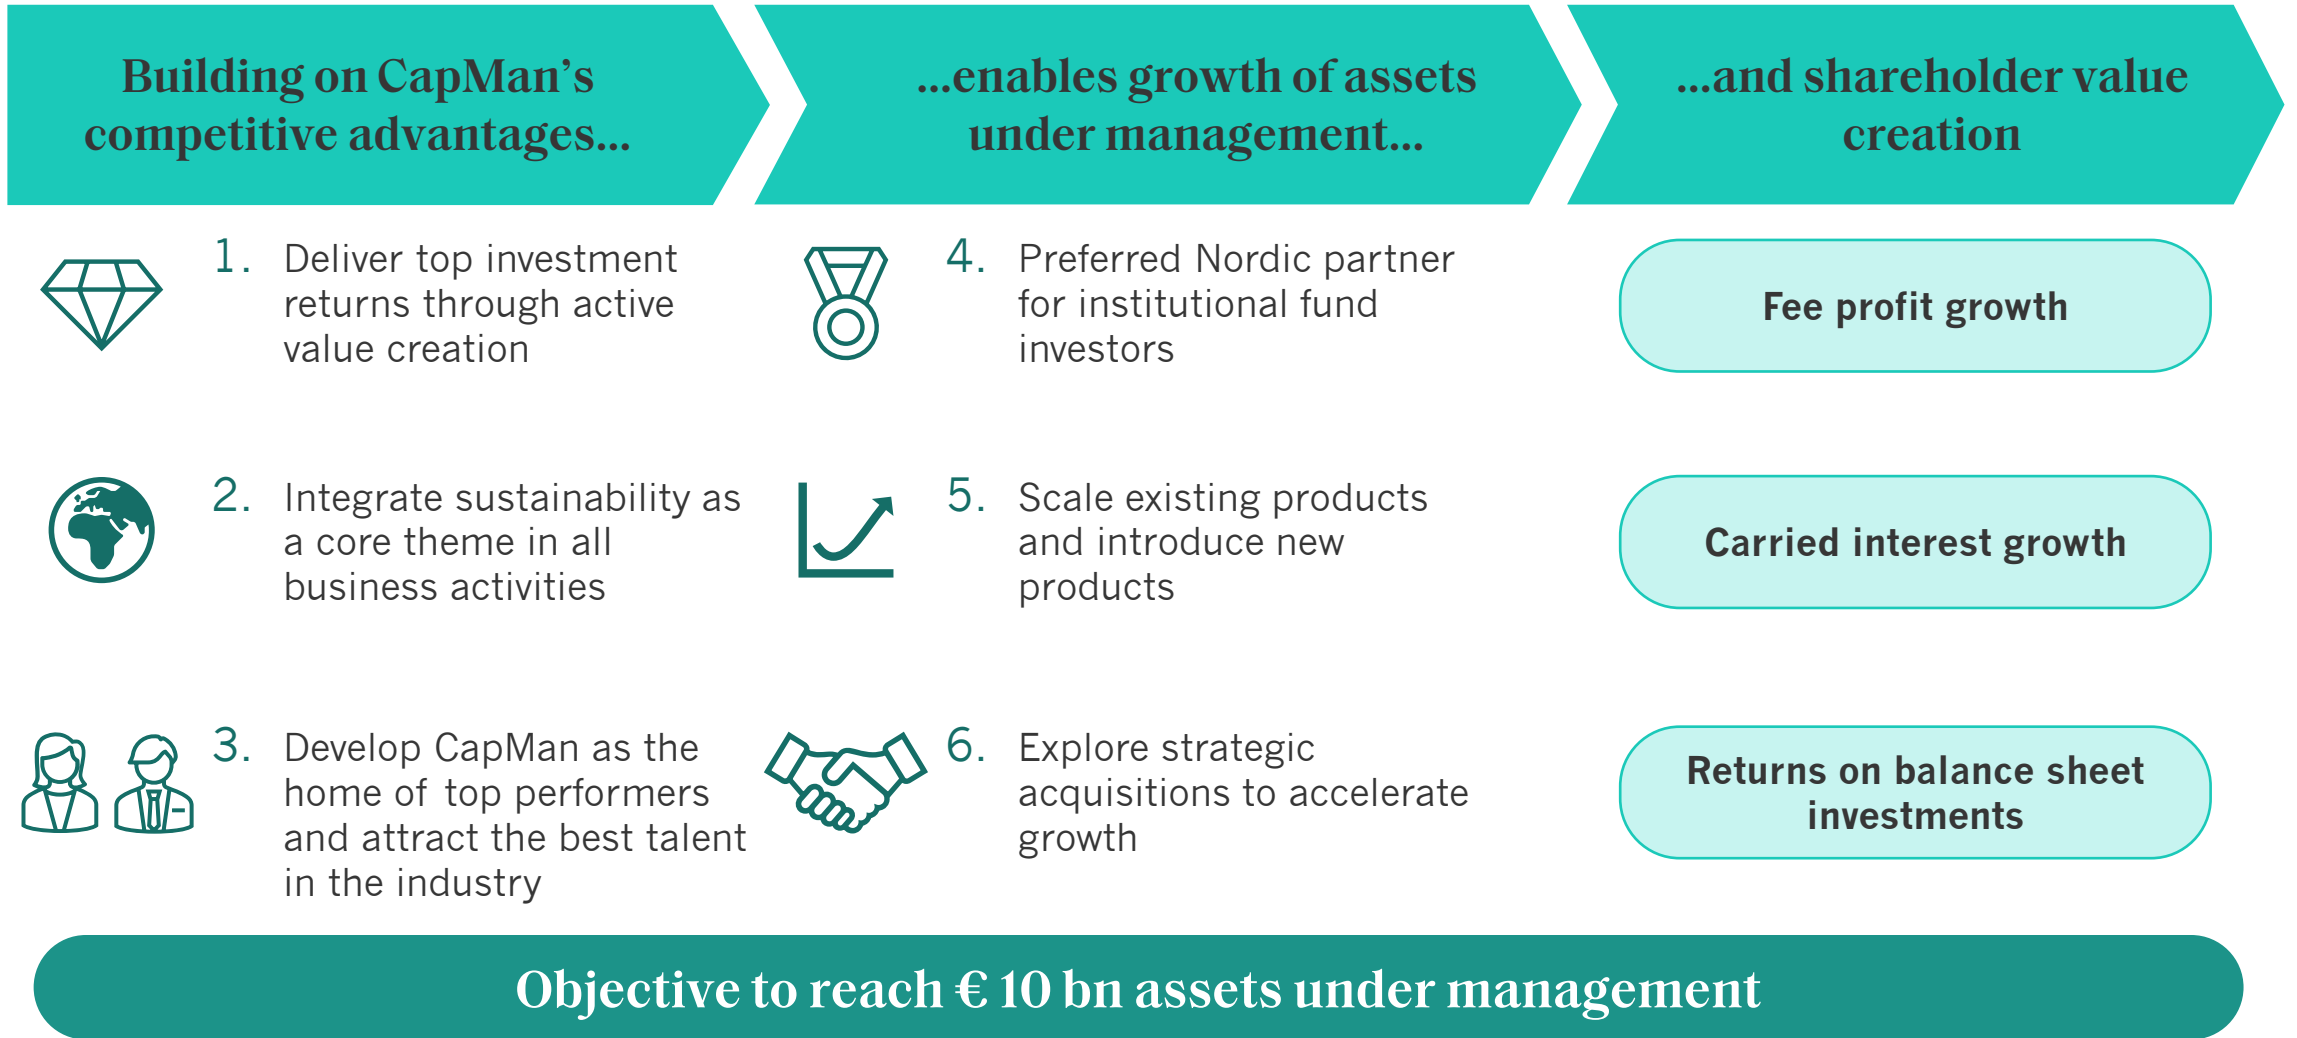 Building on CapMan’s
competitive advantages...
...enables growth of assets
under management...
...and shareholder value
creation
1. Deliver top investment
returns through active
value creation
2. Integrate sustainability as
a core theme in all
business activities
3. Develop CapMan as the
home of top performers
and attract the best talent
in the industry
4. Preferred Nordic partner
for institutional fund
investors
5. Scale existing products
and introduce new
products
6. Explore strategic
acquisitions to accelerate
growth
Fee profit growth
Carried interest growth
Returns on balance sheet
investments
Objective to reach € 10 bn assets under management